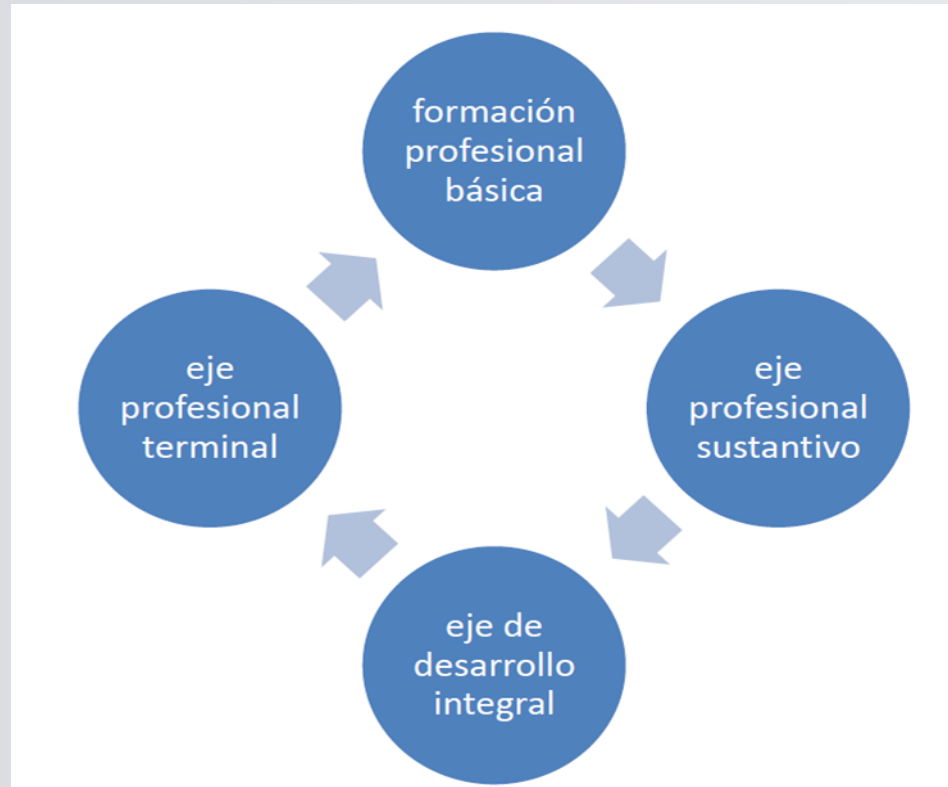 formación
profesional
básica
eje
profesional
sustantivo
eje de
desarrollo
integral
eje
profesional
terminal